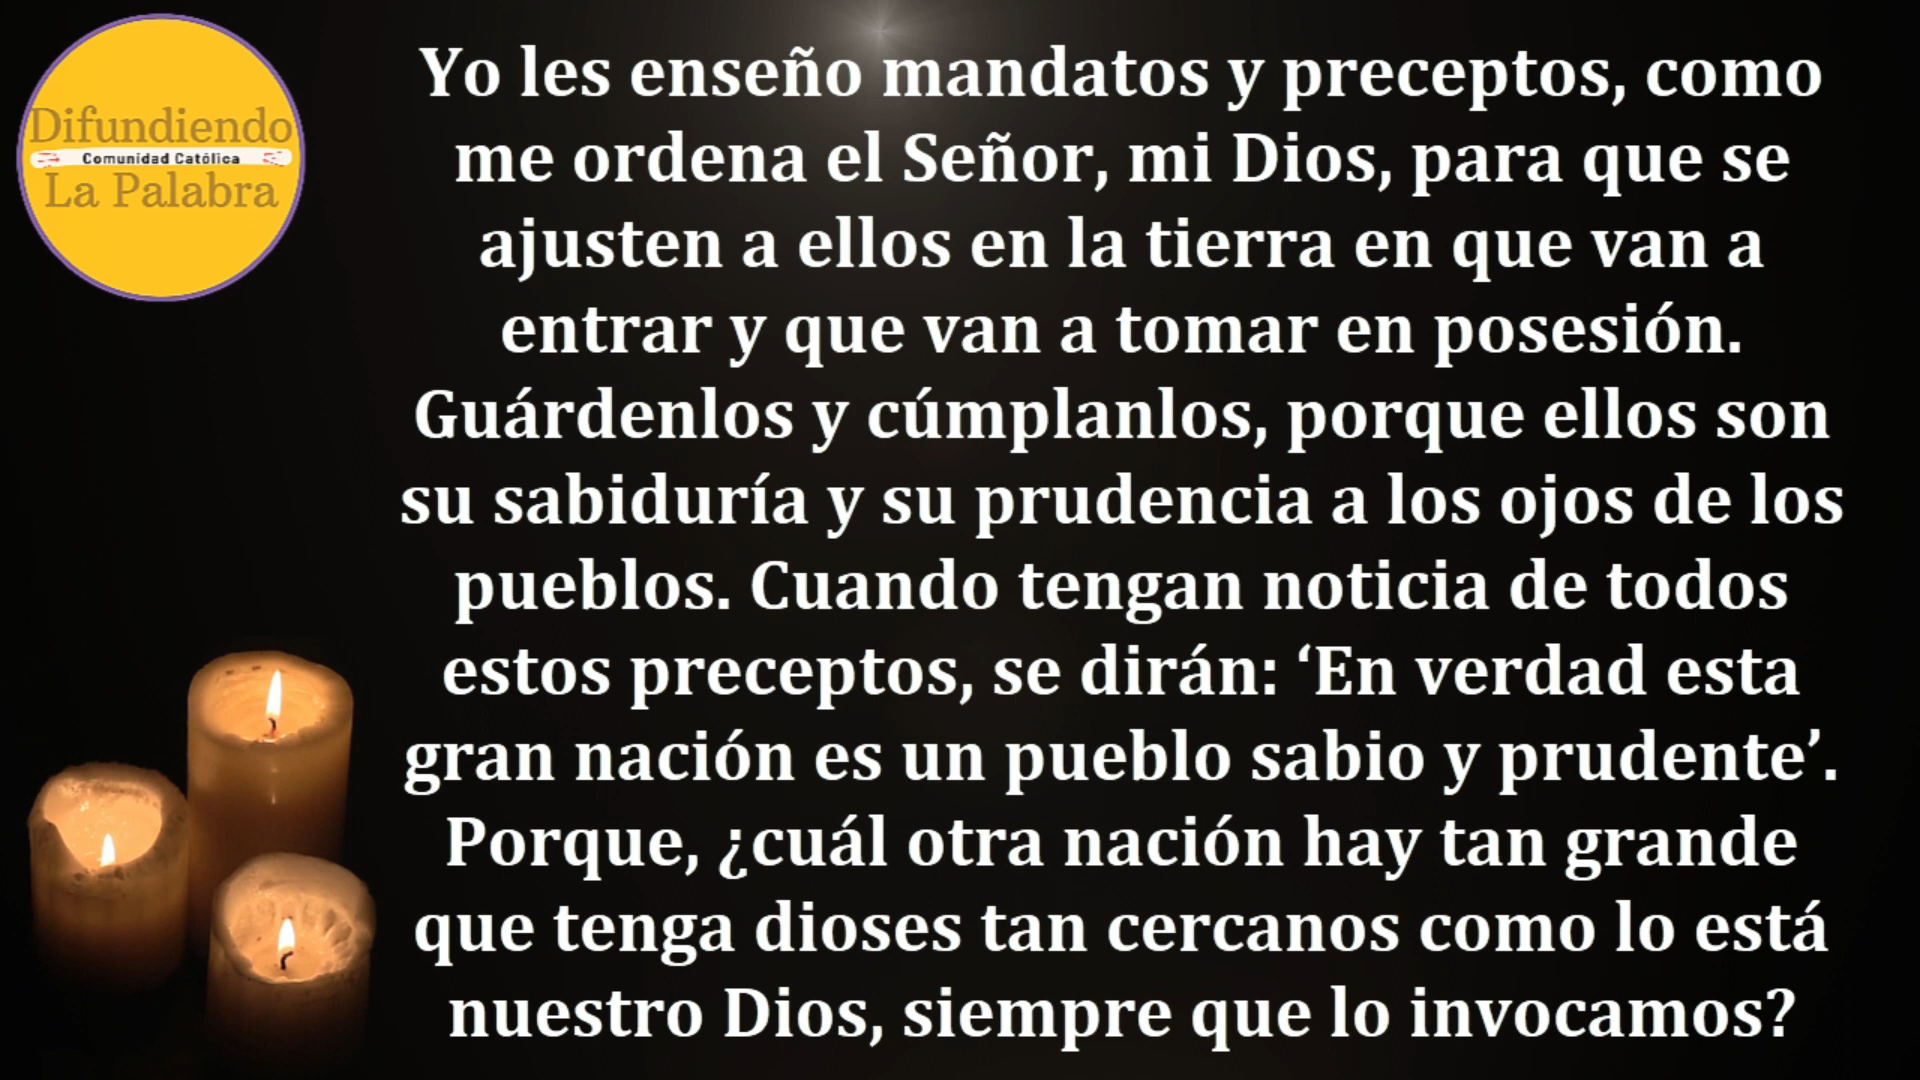 Difundiendo
Comunidad Católica
La Palabra
Yo les enseño mandatos y preceptos, como
me ordena el Señor, mi Dios, para que se
ajusten a ellos en la tierra en que van a
entrar y que van a tomar en posesión.
Guárdenlos y cúmplanlos, porque ellos son
su sabiduría y su prudencia a los ojos de los
pueblos. Cuando tengan noticia de todos
estos preceptos, se dirán: ‘En verdad esta
gran nación es un pueblo sabio y prudente’.
Porque, ¿cuál otra nación hay tan grande
que tenga dioses tan cercanos como lo está
nuestro Dios, siempre que lo invocamos?